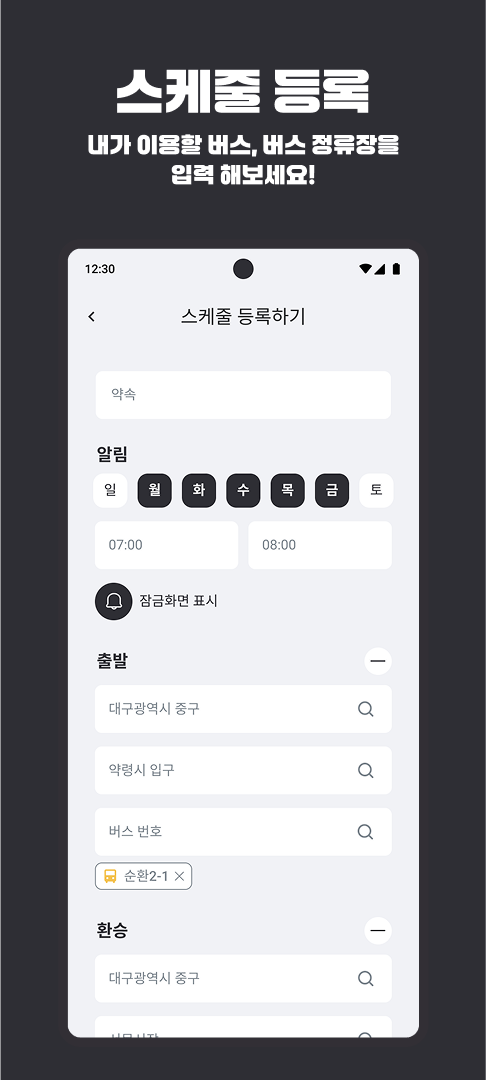 스케줄 등록
내가 이용할 버스, 버스 정류장을
입력 해보세요!
12:30
스케줄 등록하기
약속
알림
일 월 화 수 목 금 토
07:00 08:00
잠금화면 표시
출발
대구광역시 중구
약령시 입구
버스 번호
순환2-1
환승
대구광역시 중구